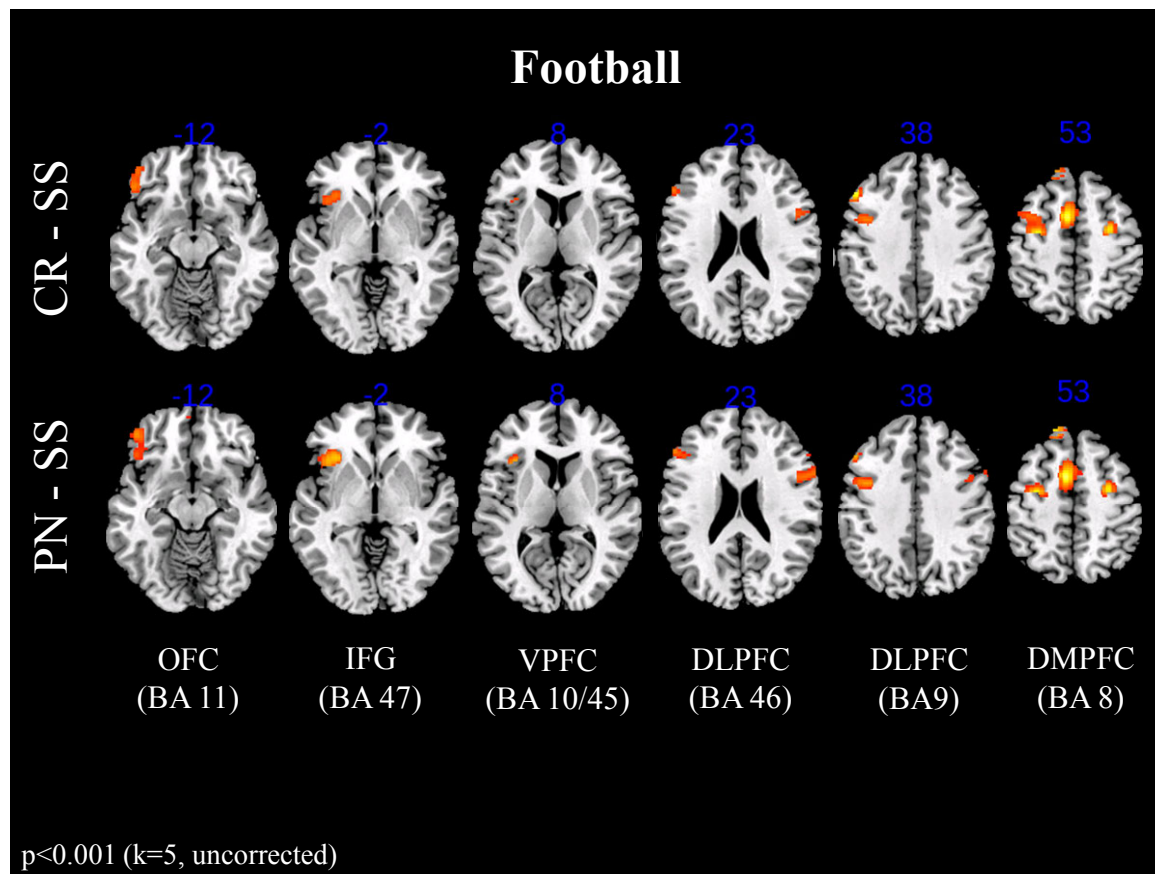 Football
CR - SS
-12 -2 8 23 38 53
PN - SS
-12 -2 8 23 38 53
OFC IFG VPFC DLPFC DLPFC DMPFC
(BA 11) (BA 47) (BA 10/45) (BA 46) (BA9) (BA 8)
p<0.001 (k=5, uncorrected)